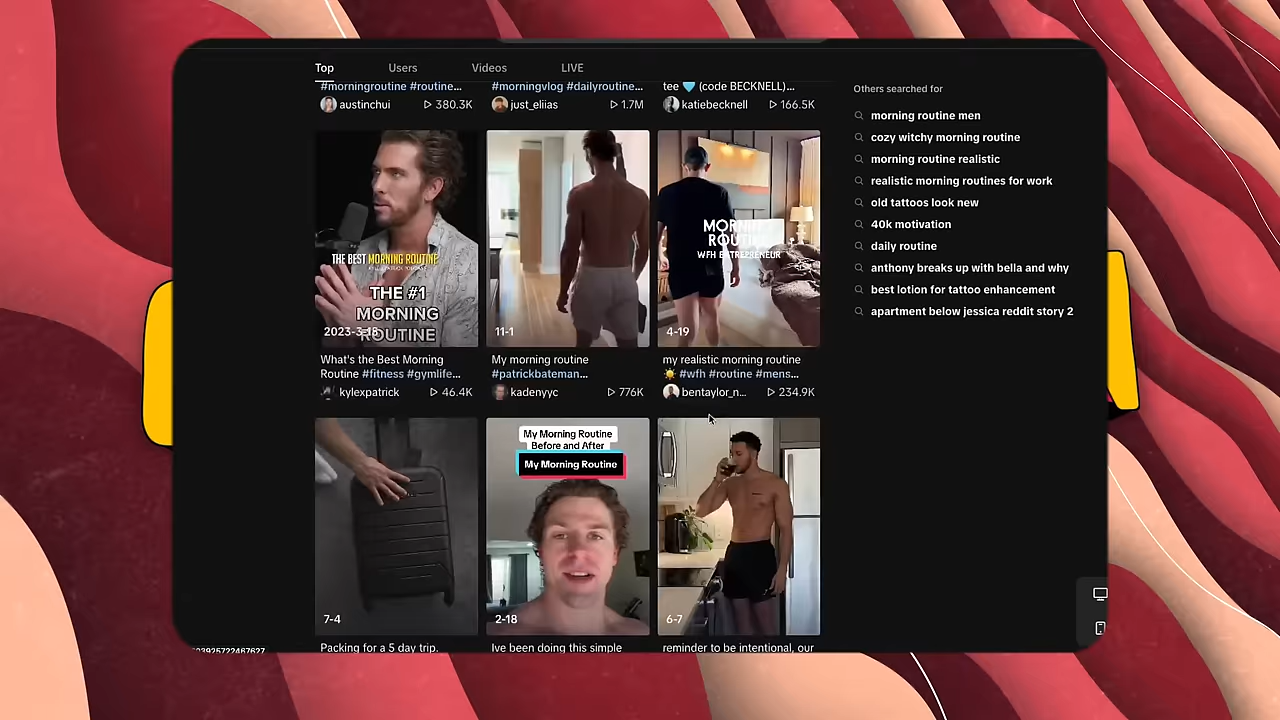 Top
Users
Videos
LIVE
#morningroutine #routine...
austinchui
380.3K
#morningvlog #dailyroutine...
just_eliias
1.7M
tee 🩵 (code BECKNELL)...
katiebecknell
166.5K
THE BEST MORNING ROUTINE
THE #1
MORNING
ROUTINE
2023-3-18
What's the Best Morning
Routine #fitness #gymlife...
kylexpatrick
46.4K
11-1
My morning routine
#patrickbateman...
kadenyyc
776K
MORNING
ROUTINE
WFH ENTREPRENEUR
4-19
my realistic morning routine
☀️ #wfh #routine #mens...
bentaylor_n...
234.9K
7-4
Packing for a 5 day trip.
My Morning Routine
Before and After
My Morning Routine
2-18
Ive been doing this simple
6-7
reminder to be intentional, our
Others searched for
morning routine men
cozy witchy morning routine
morning routine realistic
realistic morning routines for work
old tattoos look new
40k motivation
daily routine
anthony breaks up with bella and why
best lotion for tattoo enhancement
apartment below jessica reddit story 2